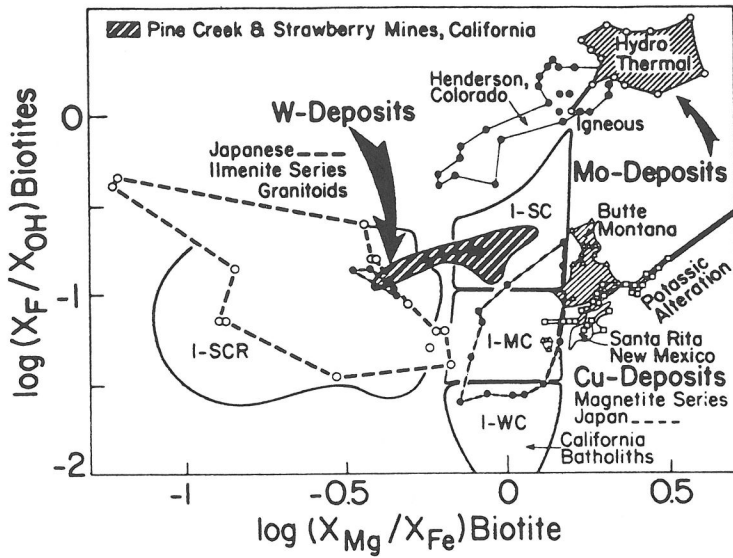 Pine Creek & Strawberry Mines, California
Hydro
Thermal
Henderson,
Colorado
W-Deposits
Igneous
Japanese
Ilmenite Series
Granitoids
Mo-Deposits
I-SC
Butte
Montana
Potassic
Alteration
I-SCR
I-MC
Santa Rita
New Mexico
Cu-Deposits
Magnetite Series
Japan
I-WC
California
Batholiths
0
-1
-2
log (XF/XOH) Biotites
-1
-0.5
0
0.5
log (XMg/XFe) Biotite